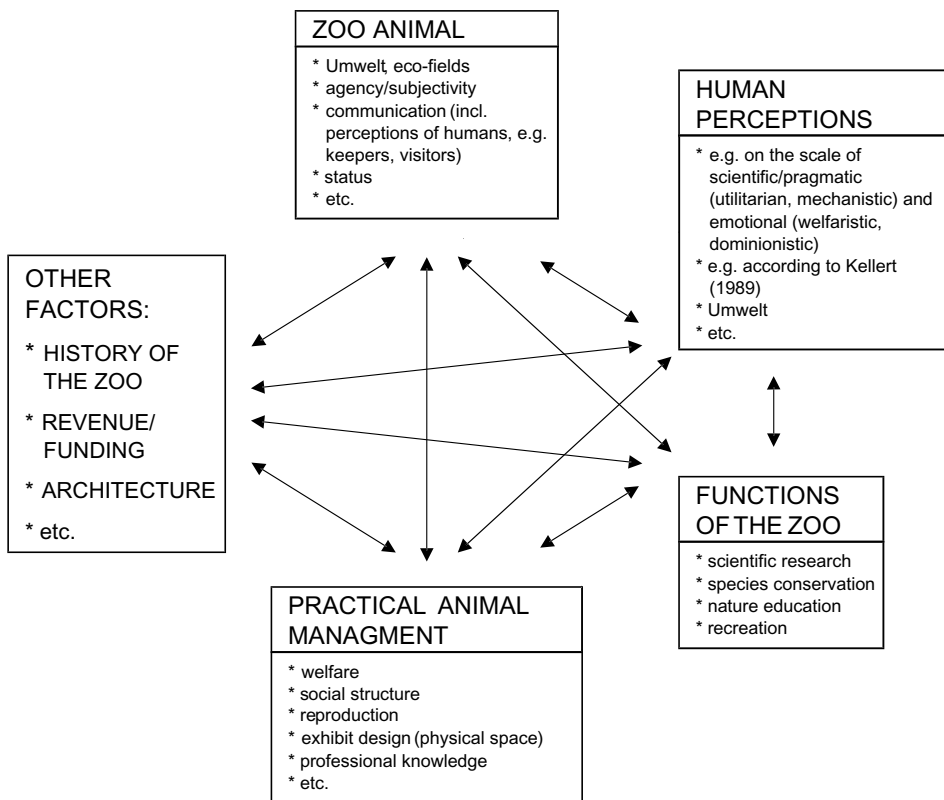 ZOO ANIMAL
* Umwelt, eco-fields
* agency/subjectivity
* communication (incl.
perceptions of humans, e.g.
keepers, visitors)
* status
* etc.
HUMAN
PERCEPTIONS
* e.g. on the scale of
scientific/pragmatic
(utilitarian, mechanistic) and
emotional (welfaristic,
dominionistic)
* e.g. according to Kellert
(1989)
* Umwelt
* etc.
OTHER
FACTORS:
* HISTORY OF
THE ZOO
* REVENUE/
FUNDING
* ARCHITECTURE
* etc.
FUNCTIONS
OF THE ZOO
* scientific research
* species conservation
* nature education
* recreation
PRACTICAL ANIMAL
MANAGMENT
* welfare
* social structure
* reproduction
* exhibit design (physical space)
* professional knowledge
* etc.